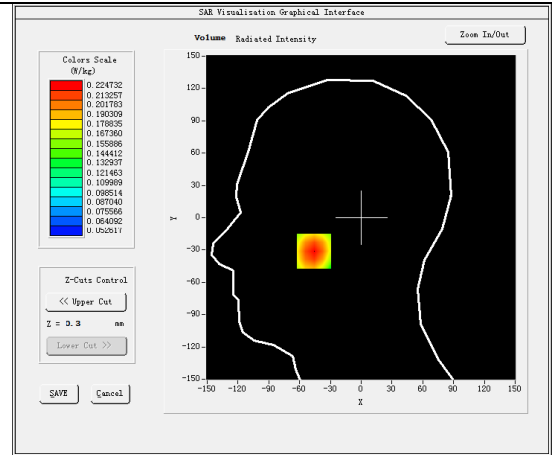 SAR Visualisation Graphical Interface
Volume Radiated Intensity
Zoom In/Out
Colors Scale
(W/kg)
0.224732
0.213257
0.201783
0.190309
0.178835
0.167360
0.155886
0.144412
0.132937
0.121463
0.109989
0.098514
0.087040
0.075566
0.064092
0.052617
Z-Cuts Control
<< Upper Cut
Z = 0.3 mm
Lower Cut >>
SAVE Cancel
150
120
90
60
30
0
-30
-60
-90
-120
-150
Y
-150 -120 -90 -60 -30 0 30 60 90 120 150
X